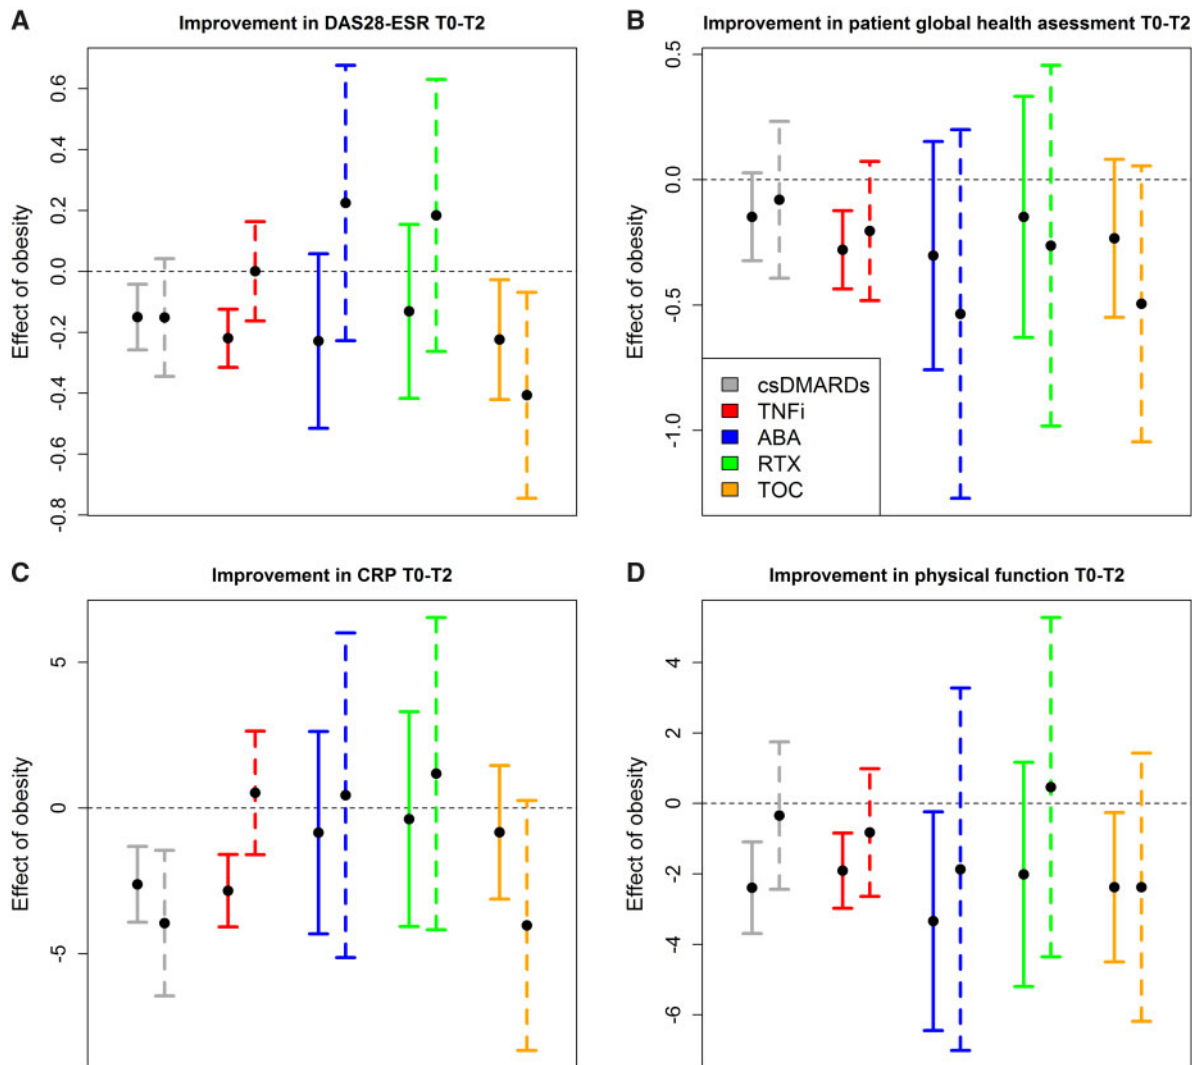 A
Improvement in DAS28-ESR T0-T2
Effect of obesity
0.6
0.4
0.2
0.0
-0.2
-0.4
-0.6
-0.8
B
Improvement in patient global health asessment T0-T2
Effect of obesity
0.5
0.0
-0.5
-1.0
csDMARDs
TNFi
ABA
RTX
TOC
C
Improvement in CRP T0-T2
Effect of obesity
5
0
-5
D
Improvement in physical function T0-T2
Effect of obesity
4
2
0
-2
-4
-6